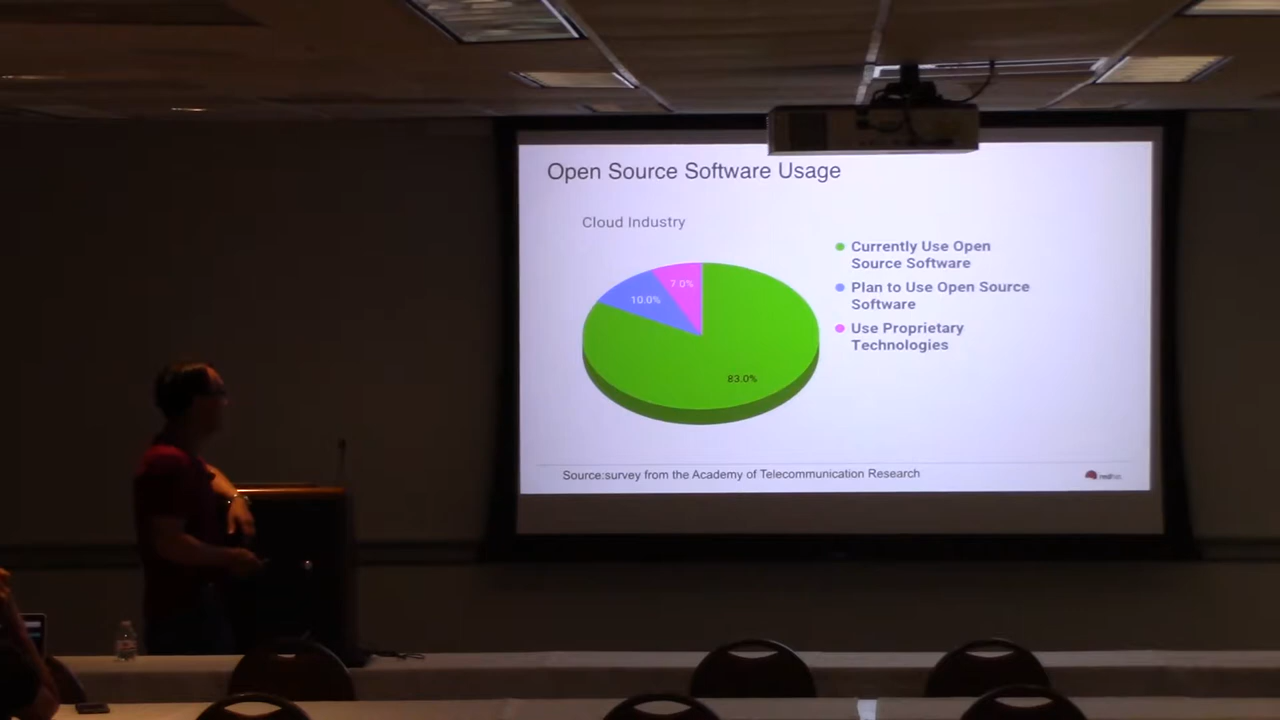 Open Source Software Usage
Cloud Industry
Currently Use Open
Source Software
Plan to Use Open Source
Software
Use Proprietary
Technologies
7.0%
10.0%
83.0%
Source:survey from the Academy of Telecommunication Research
redhat